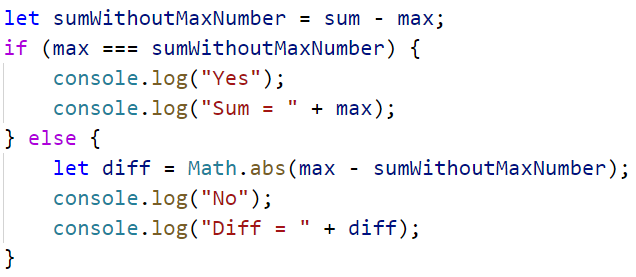 let sumWithoutMaxNumber = sum - max;
if (max === sumWithoutMaxNumber) {
    console.log("Yes");
    console.log("Sum = " + max);
} else {
    let diff = Math.abs(max - sumWithoutMaxNumber);
    console.log("No");
    console.log("Diff = " + diff);
}